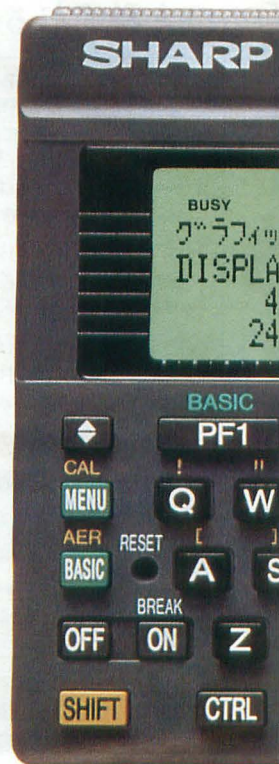 SHARP
BUSY
グラフィッ
DISPLA
4
24
BASIC
PF1
CAL ! "
MENU Q W
AER RESET [ ]
BASIC A S
BREAK
OFF ON Z
SHIFT CTRL